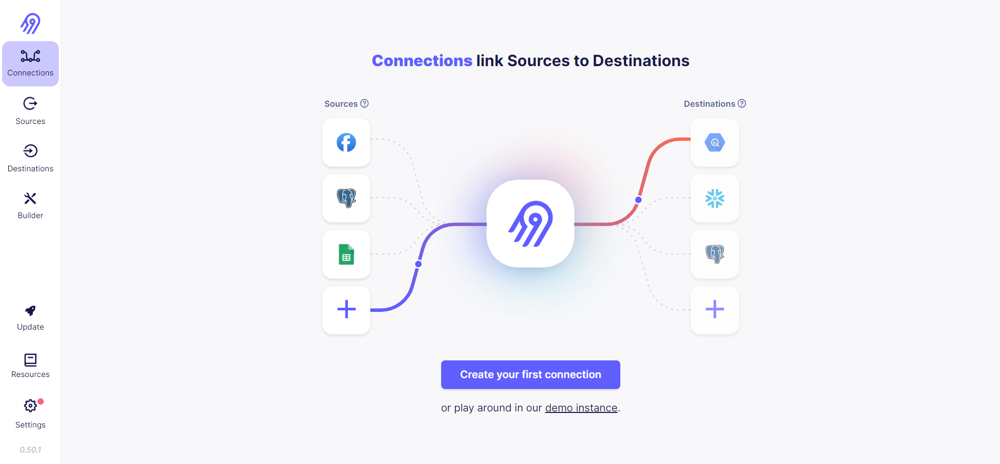 Connections
Sources
Destinations
Builder
Update
Resources
Settings
0.50.1
Connections link Sources to Destinations
Sources
Destinations
Create your first connection
or play around in our demo instance.